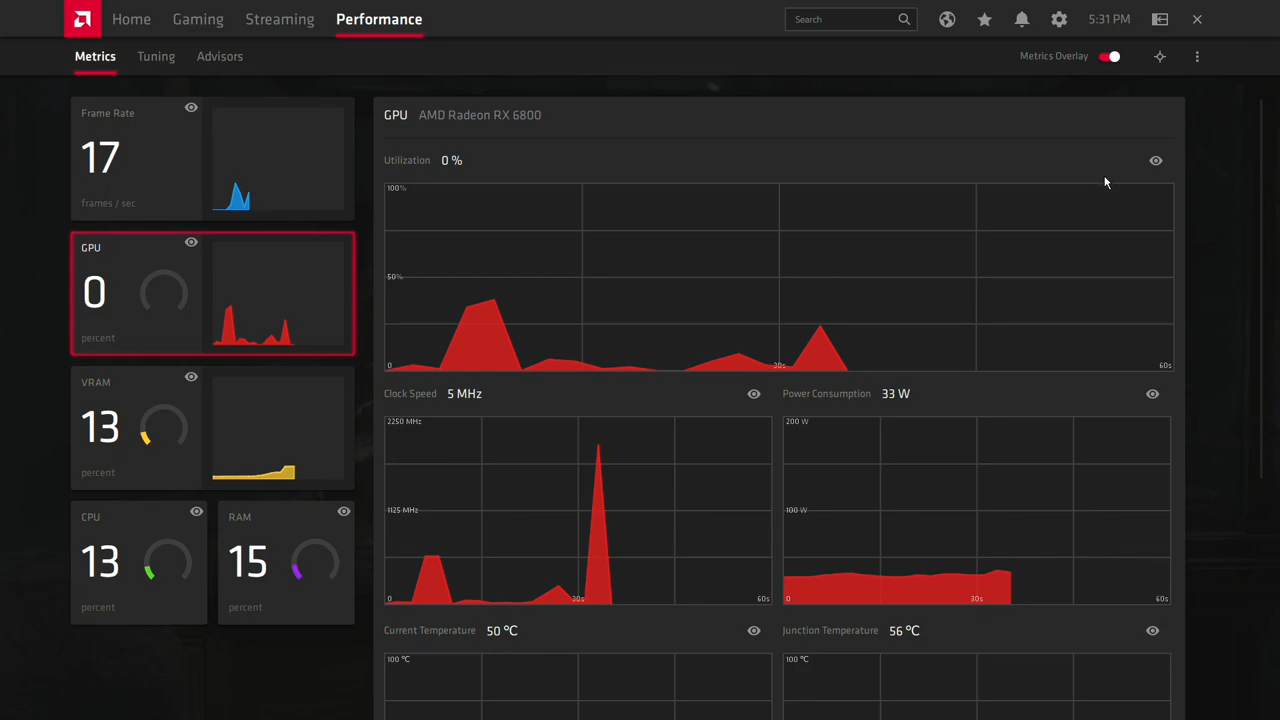 Home Gaming Streaming Performance Search 5:31 PM
Metrics Tuning Advisors Metrics Overlay
Frame Rate
17
frames / sec
GPU
0
percent
VRAM
13
percent
CPU
13
percent
RAM
15
percent
GPU AMD Radeon RX 6800
Utilization 0 %
100%
50%
0 30s 60s
Clock Speed 5 MHz
2250 MHz
1125 MHz
0 30s 60s
Power Consumption 33 W
200 W
100 W
0 30s 60s
Current Temperature 50 °C
100 °C
Junction Temperature 56 °C
100 °C